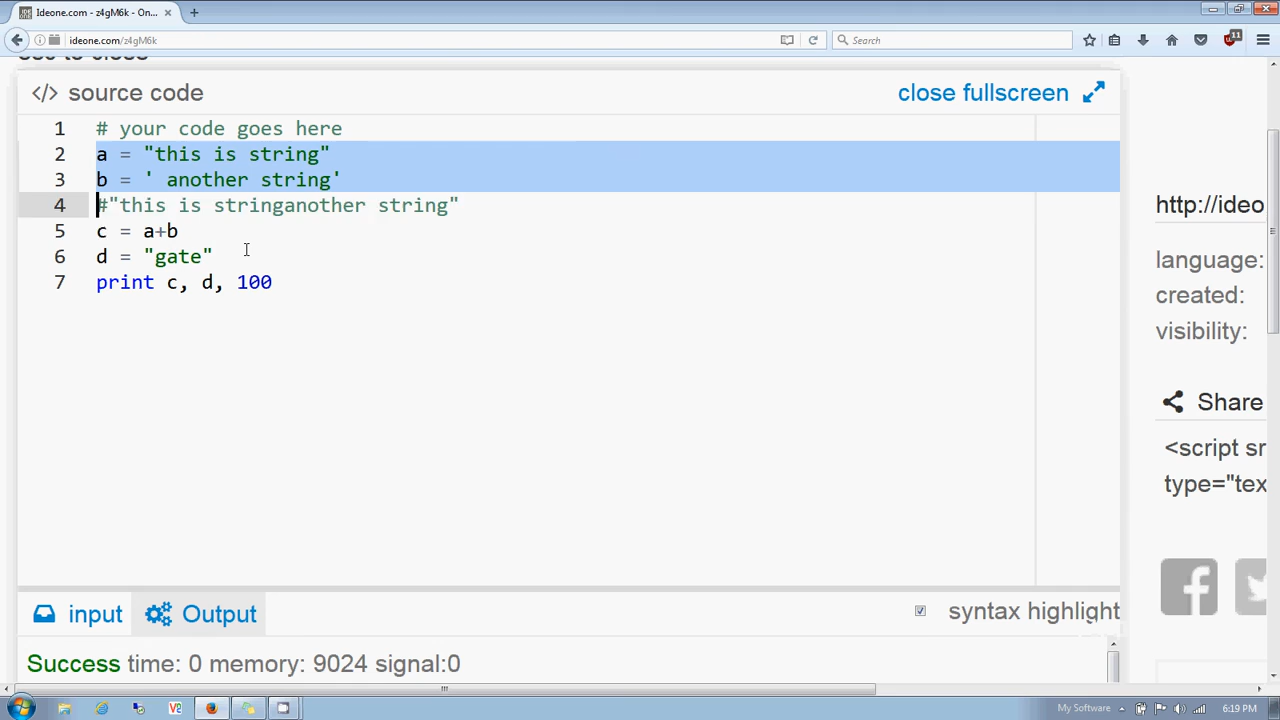 Ideone.com - z4gM6k - On...
ideone.com/z4gM6k
Search
11
</> source code
close fullscreen
1 # your code goes here
2 a = "this is string"
3 b = ' another string'
4 #"this is stringanother string"
5 c = a+b
6 d = "gate"
7 print c, d, 100
http://ideo
language:
created:
visibility:
Share
<script sr
type="tex
input
Output
syntax highlight
Success time: 0 memory: 9024 signal:0
My Software
6:19 PM